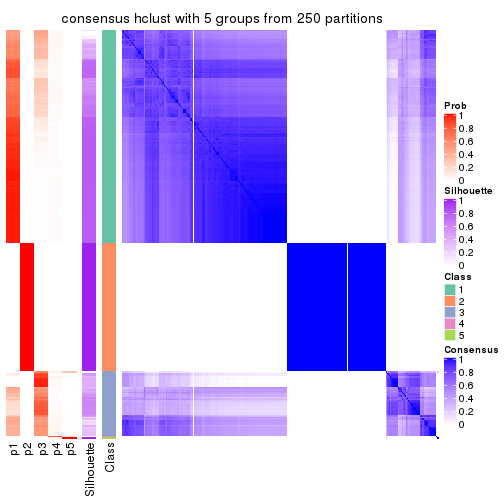 consensus hclust with 5 groups from 250 partitions
Prob
1
0.8
0.6
0.4
0.2
0
Silhouette
1
0.8
0.6
0.4
0.2
0
Class
1
2
3
4
5
Consensus
1
0.8
0.6
0.4
0.2
0
p1
p2
p3
p4
p5
Silhouette
Class